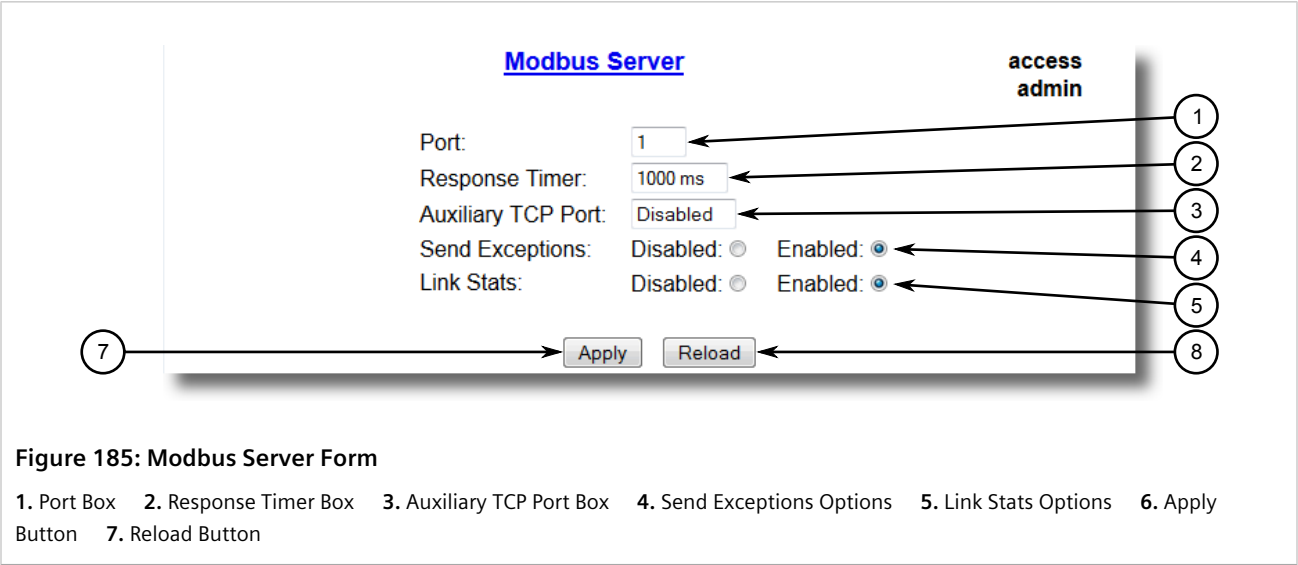 Modbus Server
access
admin
1
Port: 1
2
Response Timer: 1000 ms
3
Auxiliary TCP Port: Disabled
Send Exceptions: Disabled: Enabled:
4
Link Stats: Disabled: Enabled:
5
7
Apply Reload
8
Figure 185: Modbus Server Form
1. Port Box 2. Response Timer Box 3. Auxiliary TCP Port Box 4. Send Exceptions Options 5. Link Stats Options 6. Apply
Button 7. Reload Button